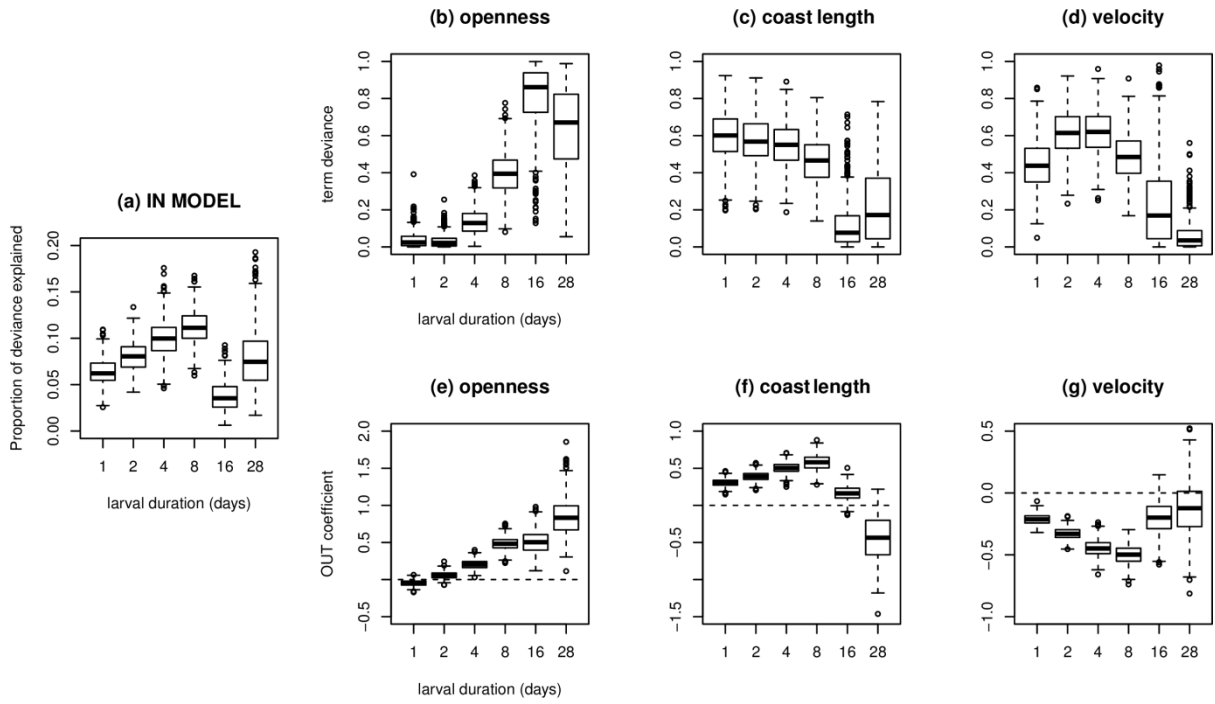 (b) openness
(c) coast length
(d) velocity
term deviance
0.0 0.2 0.4 0.6 0.8 1.0
0.0 0.2 0.4 0.6 0.8 1.0
0.0 0.2 0.4 0.6 0.8 1.0
1 2 4 8 16 28
1 2 4 8 16 28
1 2 4 8 16 28
larval duration (days)
(a) IN MODEL
Proportion of deviance explained
0.00 0.05 0.10 0.15 0.20
1 2 4 8 16 28
larval duration (days)
(e) openness
(f) coast length
(g) velocity
OUT coefficient
−0.5 0.5 1.0 1.5 2.0
−1.5 −0.5 0.5 1.0
−1.0 −0.5 0.0 0.5
1 2 4 8 16 28
1 2 4 8 16 28
1 2 4 8 16 28
larval duration (days)